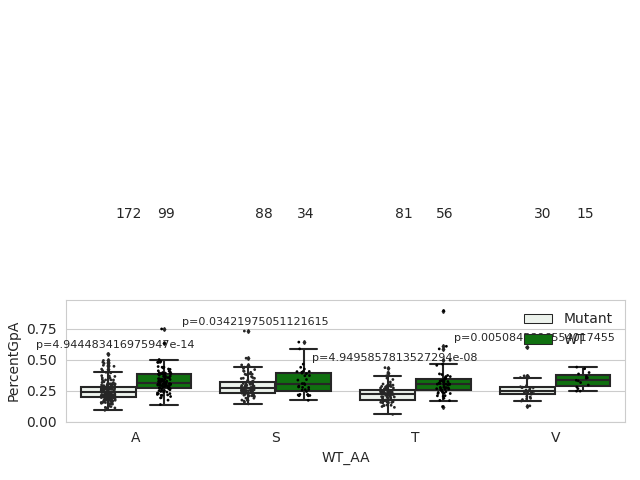 172 99 88 34 81 56 30 15
Mutant
WT
p=0.03421975051121615
p=4.944483416975947e-14
p=4.9495857813527294e-08
PercentGpA
0.75
0.50
0.25
0.00
A S T V
WT_AA